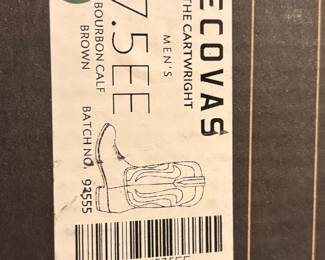 ECOVAS
THE CARTWRIGHT
MEN'S
7.5EE
BOURBON CALF
BROWN
BATCH NO. 92555